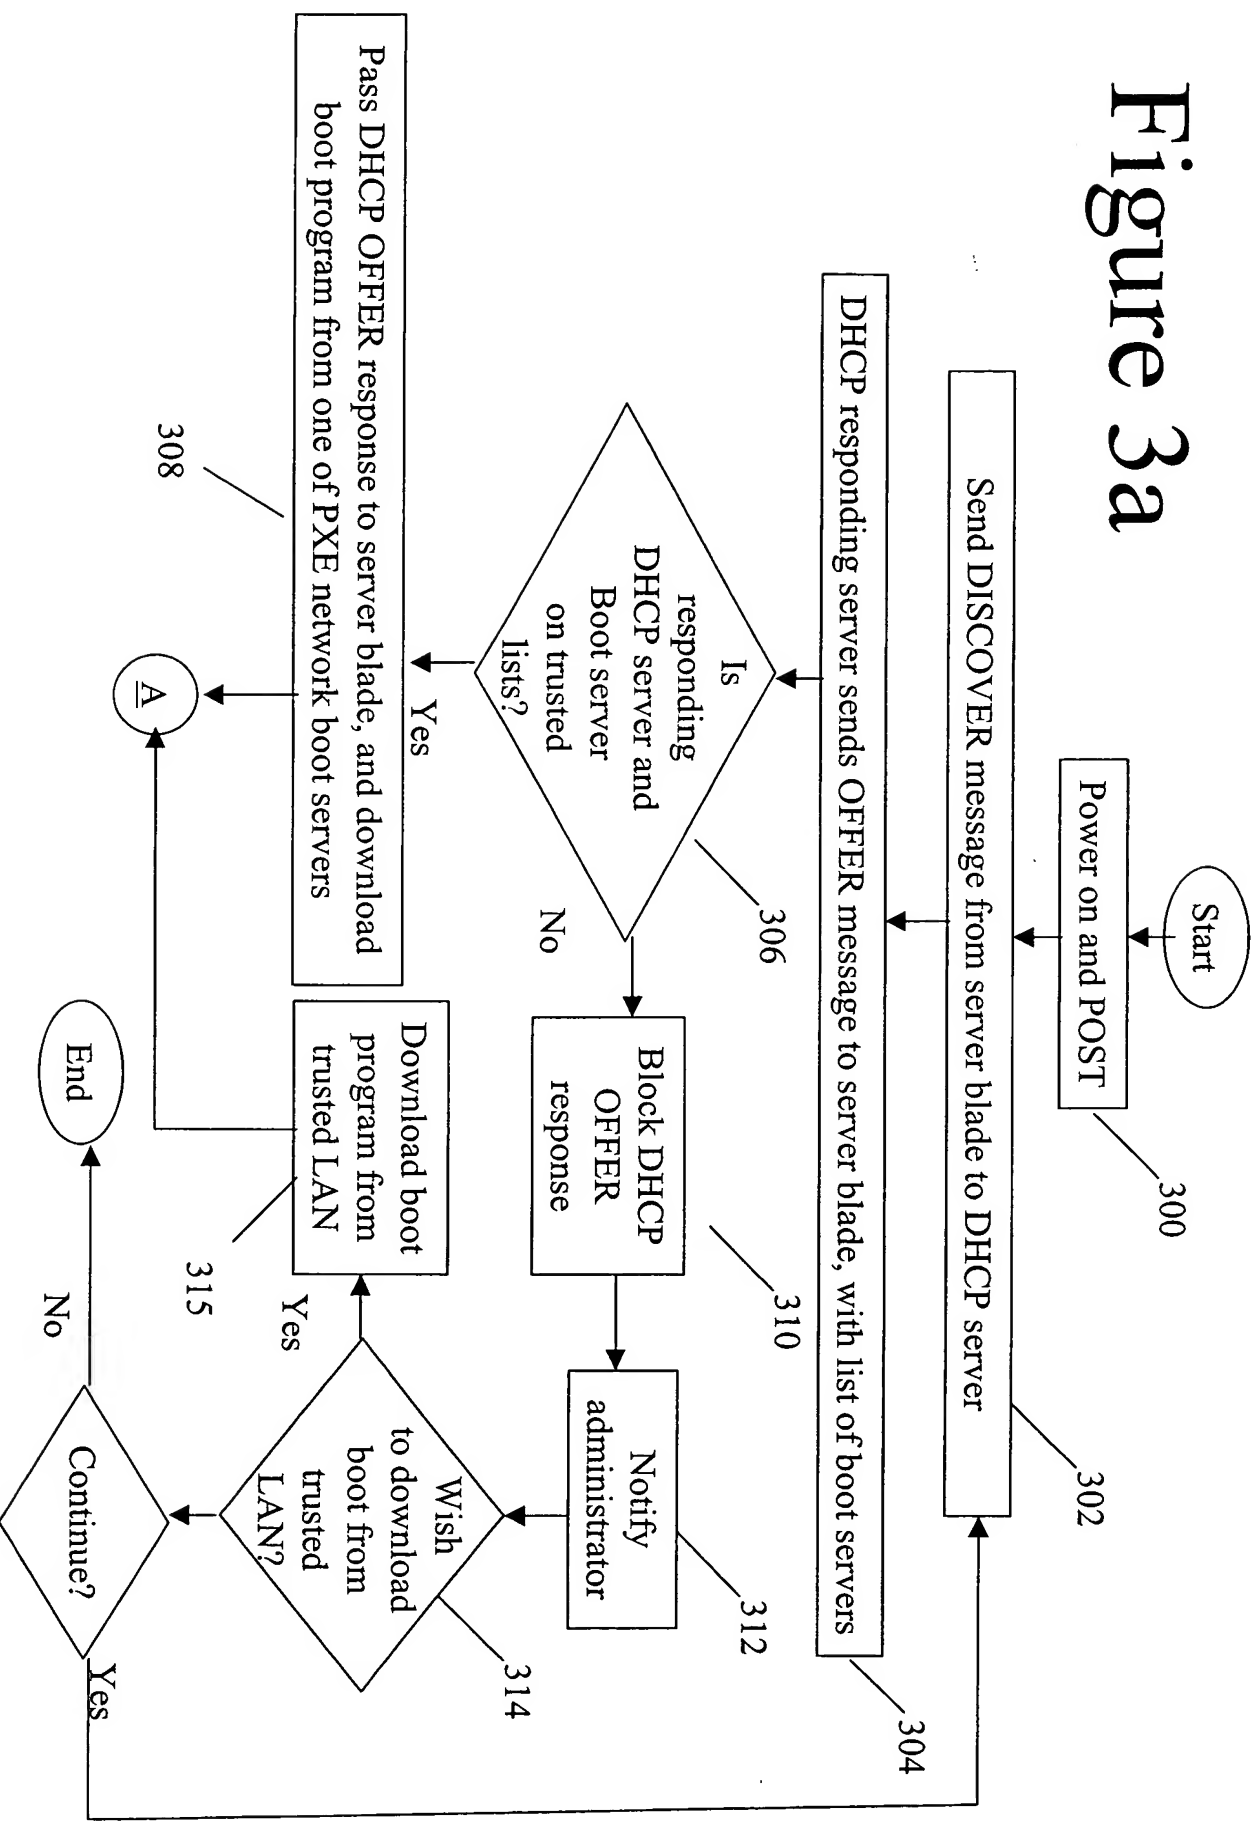 Figure 3a
Start
Power on and POST
300
Send DISCOVER message from server blade to DHCP server
302
DHCP responding server sends OFFER message to server blade, with list of boot servers
304
Is
responding
DHCP server and
Boot server
on trusted
lists?
306
Yes
No
Pass DHCP OFFER response to server blade, and download
boot program from one of PXE network boot servers
308
A
Block DHCP
OFFER
response
310
Notify
administrator
312
Wish
to download
boot from
trusted
LAN?
314
Yes
Download boot
program from
trusted LAN
315
Continue?
Yes
No
End